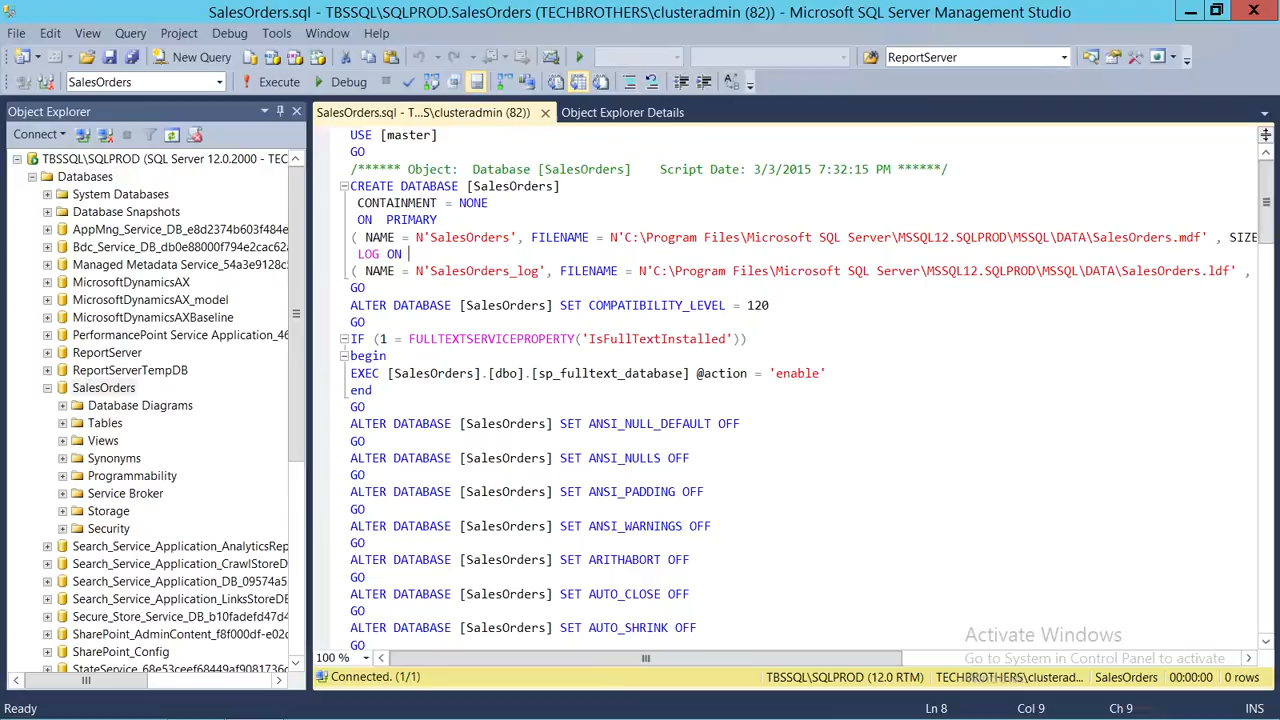 SalesOrders.sql - TBSSQL\SQLPROD.SalesOrders (TECHBROTHERS\clusteradmin (82)) - Microsoft SQL Server Management Studio
File Edit View Query Project Debug Tools Window Help
New Query
ReportServer
SalesOrders
Execute Debug
Object Explorer
Connect
TBSSQL\SQLPROD (SQL Server 12.0.2000 - TEC
Databases
System Databases
Database Snapshots
AppMng_Service_DB_e8d2374b603f484e
Bdc_Service_DB_db0e88000f794e2cac62
Managed Metadata Service_54a3e9128c
MicrosoftDynamicsAX
MicrosoftDynamicsAX_model
MicrosoftDynamicsAXBaseline
PerformancePoint Service Application_46
ReportServer
ReportServerTempDB
SalesOrders
Database Diagrams
Tables
Views
Synonyms
Programmability
Service Broker
Storage
Security
Search_Service_Application_AnalyticsRep
Search_Service_Application_CrawlStoreD
Search_Service_Application_DB_09574a5
Search_Service_Application_LinksStoreDB
Secure_Store_Service_DB_b10fadefd47d4
SharePoint_AdminContent_f8f000df-e02d
SharePoint_Config
StateService_68e53ceef68449af9081736c
SalesOrders.sql - T...S\clusteradmin (82)) Object Explorer Details
USE [master]
GO
/****** Object:  Database [SalesOrders]    Script Date: 3/3/2015 7:32:15 PM ******/
CREATE DATABASE [SalesOrders]
CONTAINMENT = NONE
ON  PRIMARY
( NAME = N'SalesOrders', FILENAME = N'C:\Program Files\Microsoft SQL Server\MSSQL12.SQLPROD\MSSQL\DATA\SalesOrders.mdf' , SIZE
LOG ON
( NAME = N'SalesOrders_log', FILENAME = N'C:\Program Files\Microsoft SQL Server\MSSQL12.SQLPROD\MSSQL\DATA\SalesOrders.ldf' ,
GO
ALTER DATABASE [SalesOrders] SET COMPATIBILITY_LEVEL = 120
GO
IF (1 = FULLTEXTSERVICEPROPERTY('IsFullTextInstalled'))
begin
EXEC [SalesOrders].[dbo].[sp_fulltext_database] @action = 'enable'
end
GO
ALTER DATABASE [SalesOrders] SET ANSI_NULL_DEFAULT OFF
GO
ALTER DATABASE [SalesOrders] SET ANSI_NULLS OFF
GO
ALTER DATABASE [SalesOrders] SET ANSI_PADDING OFF
GO
ALTER DATABASE [SalesOrders] SET ANSI_WARNINGS OFF
GO
ALTER DATABASE [SalesOrders] SET ARITHABORT OFF
GO
ALTER DATABASE [SalesOrders] SET AUTO_CLOSE OFF
GO
ALTER DATABASE [SalesOrders] SET AUTO_SHRINK OFF
GO
Activate Windows
Go to System in Control Panel to activate
100 %
Connected. (1/1) TBSSQL\SQLPROD (12.0 RTM) TECHBROTHERS\clusterad... SalesOrders 00:00:00 0 rows
Ready Ln 8 Col 9 Ch 9 INS